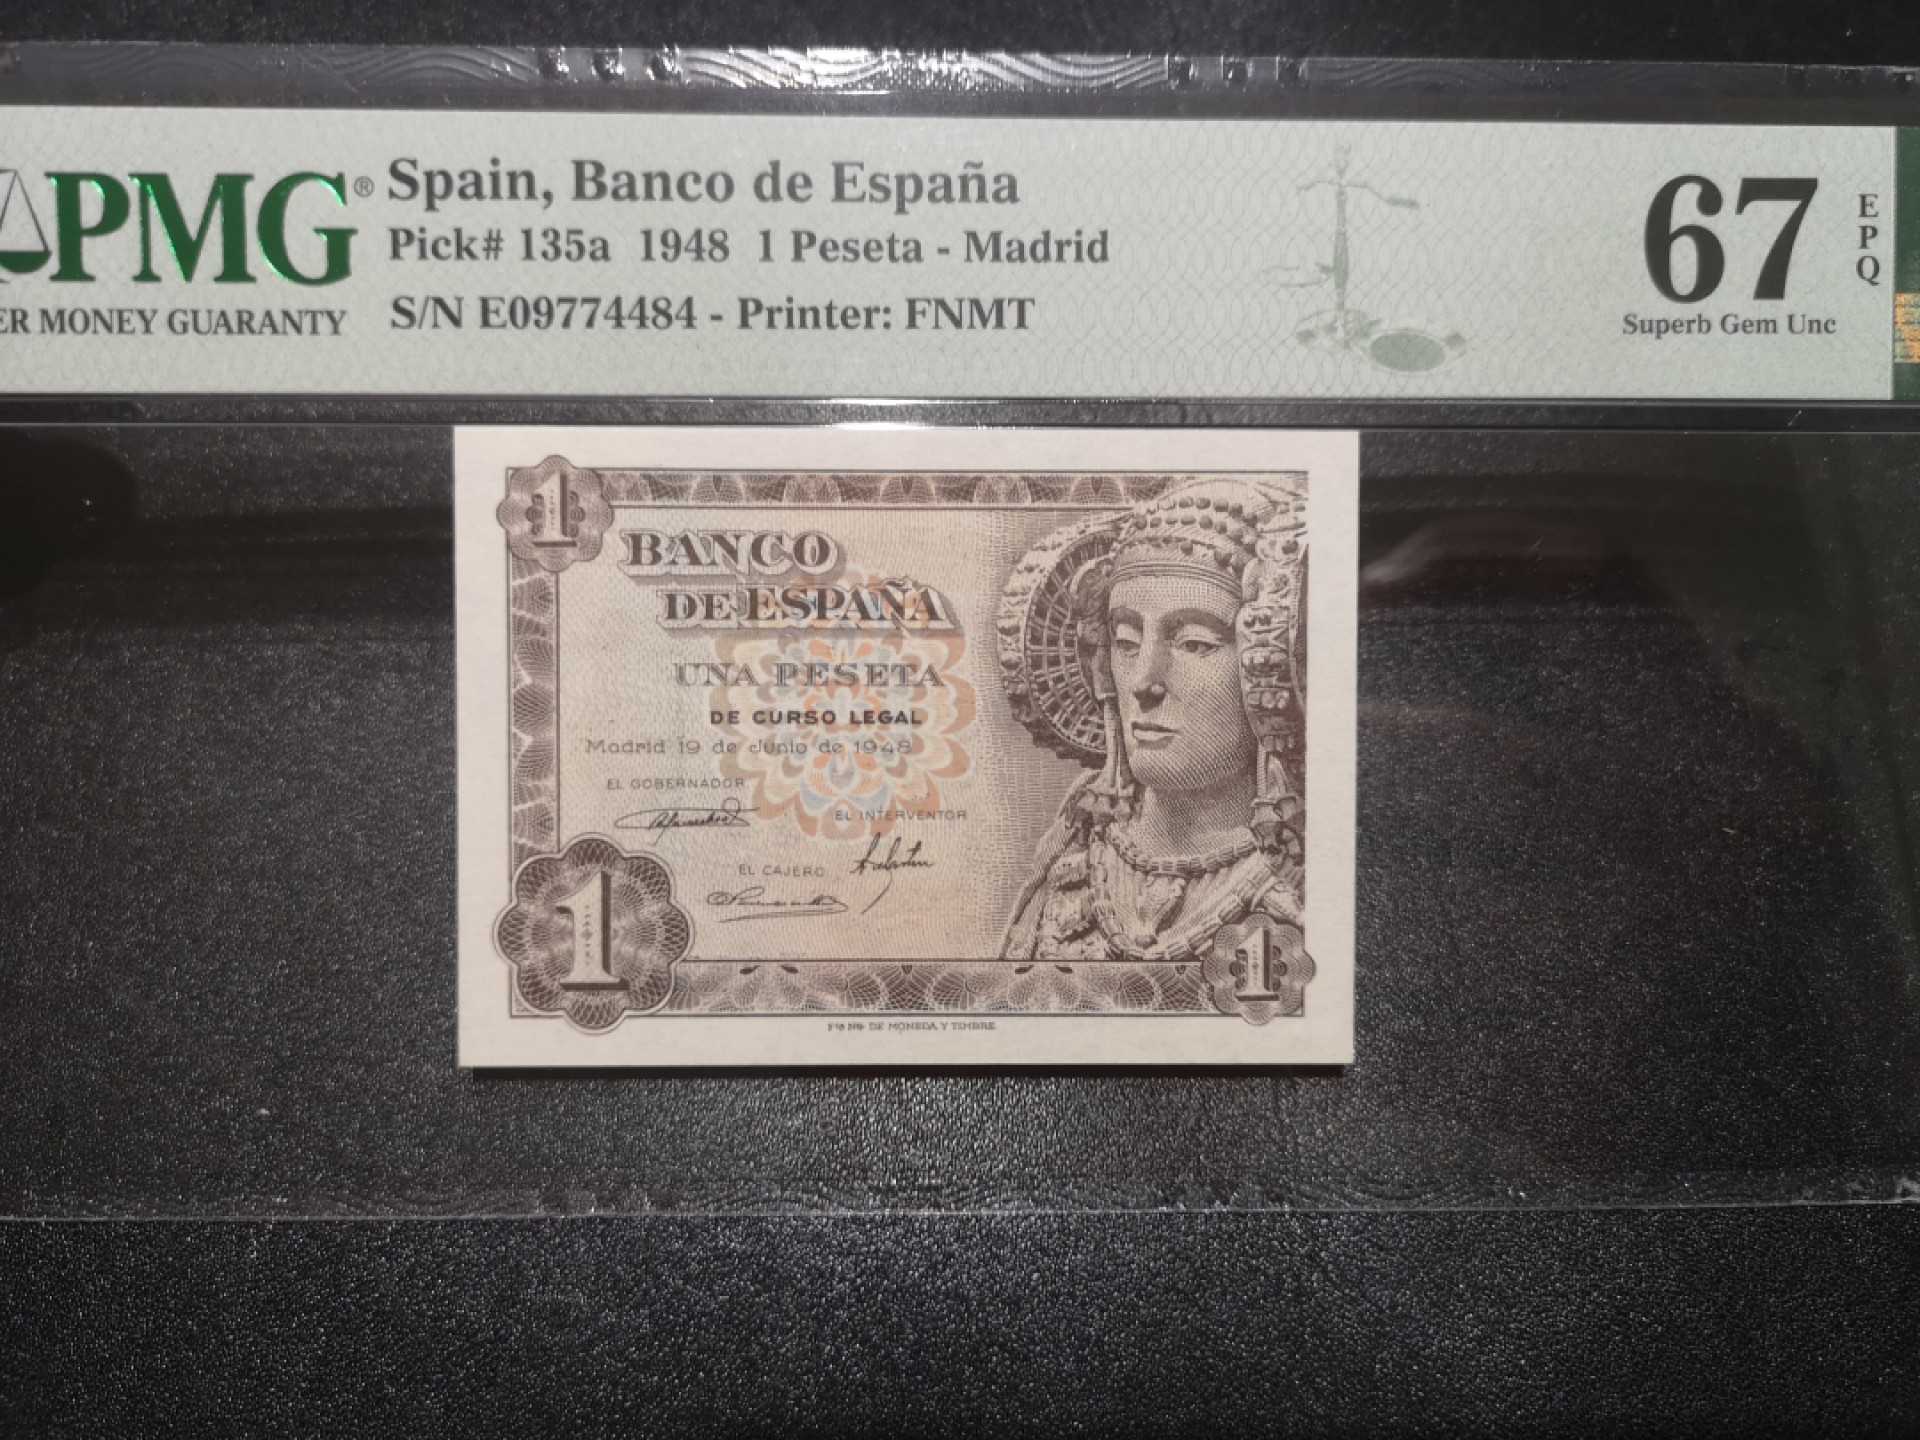 PMG®
ER MONEY GUARANTY
Spain, Banco de España
Pick# 135a 1948 1 Peseta - Madrid
S/N E09774484 - Printer: FNMT
67
EPQ
Superb Gem Unc
1
BANCO
DE ESPAÑA
UNA PESETA
DE CURSO LEGAL
Madrid 19 de Junio de 1948
EL GOBERNADOR
EL INTERVENTOR
EL CAJERO
1
1
DE MONEDA Y TIMBRE